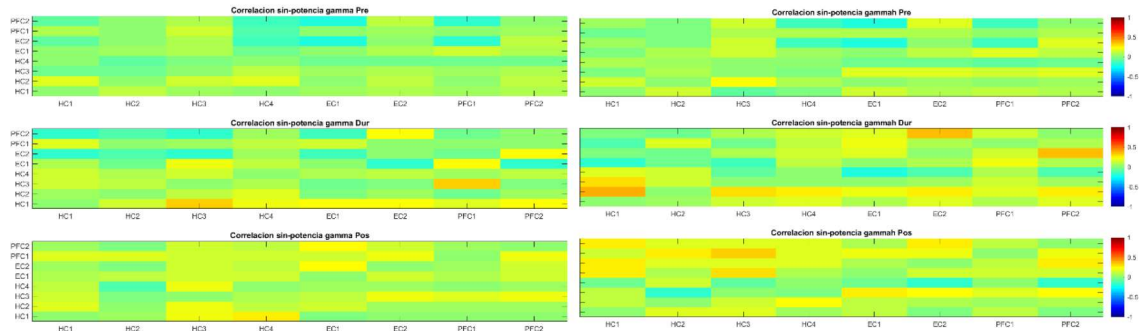 Correlacion sin-potencia gamma Pre
PFC2
PFC1
EC2
EC1
HC4
HC3
HC2
HC1
HC1 HC2 HC3 HC4 EC1 EC2 PFC1 PFC2
Correlacion sin-potencia gammah Pre
1
0.5
0
-0.5
-1
HC1 HC2 HC3 HC4 EC1 EC2 PFC1 PFC2
Correlacion sin-potencia gamma Dur
PFC2
PFC1
EC2
EC1
HC4
HC3
HC2
HC1
HC1 HC2 HC3 HC4 EC1 EC2 PFC1 PFC2
Correlacion sin-potencia gammah Dur
1
0.5
0
-0.5
-1
HC1 HC2 HC3 HC4 EC1 EC2 PFC1 PFC2
Correlacion sin-potencia gamma Pos
PFC2
PFC1
EC2
EC1
HC4
HC3
HC2
HC1
HC1 HC2 HC3 HC4 EC1 EC2 PFC1 PFC2
Correlacion sin-potencia gammah Pos
1
0.5
0
-0.5
-1
HC1 HC2 HC3 HC4 EC1 EC2 PFC1 PFC2